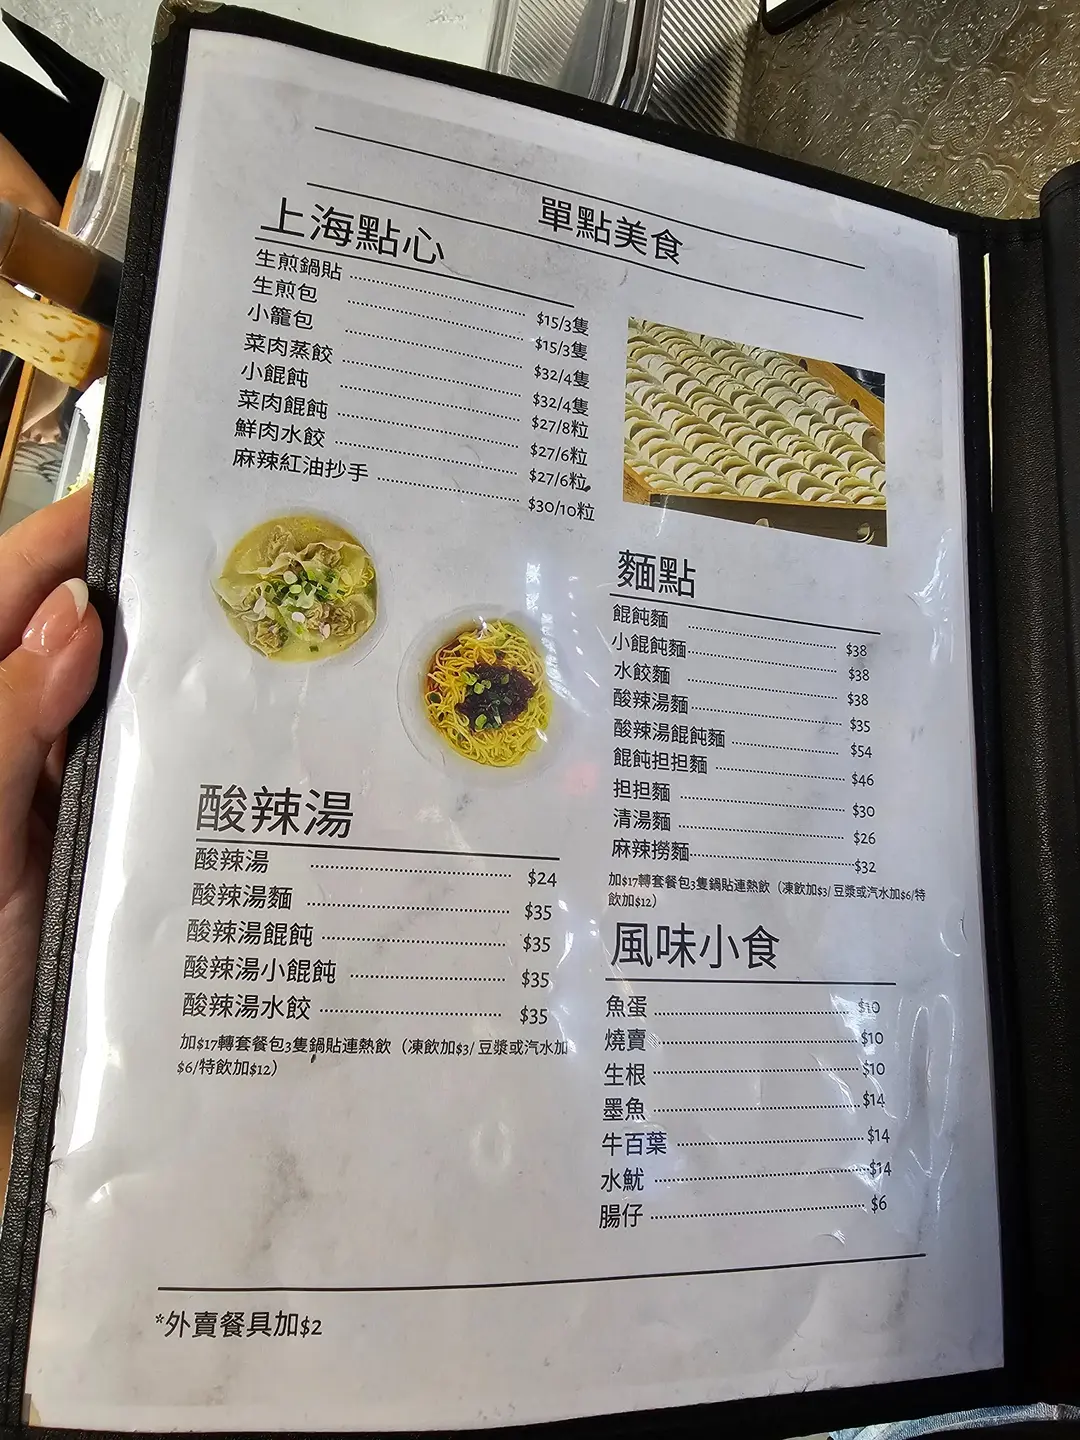 單點美食
上海點心
生煎鍋貼 $15/3隻
生煎包 $15/3隻
小籠包 $32/4隻
菜肉蒸餃 $32/4隻
小餛飩 $27/8粒
菜肉餛飩 $27/6粒
鮮肉水餃 $27/6粒
麻辣紅油抄手 $30/10粒
酸辣湯
酸辣湯 $24
酸辣湯麵 $35
酸辣湯餛飩 $35
酸辣湯小餛飩 $35
酸辣湯水餃 $35
加$17轉套餐包3隻鍋貼連熱飲（凍飲加$3/豆漿或汽水加
$6/特飲加$12）
麵點
餛飩麵 $38
小餛飩麵 $38
水餃麵 $38
酸辣湯麵 $35
酸辣湯餛飩麵 $54
餛飩担担麵 $46
担担麵 $30
清湯麵 $26
麻辣撈麵 $32
加$17轉套餐包3隻鍋貼連熱飲（凍飲加$3/豆漿或汽水加$6/特
飲加$12）
風味小食
魚蛋 $10
燒賣 $10
生根 $10
墨魚 $14
牛百葉 $14
水魷 $14
腸仔 $6
*外賣餐具加$2